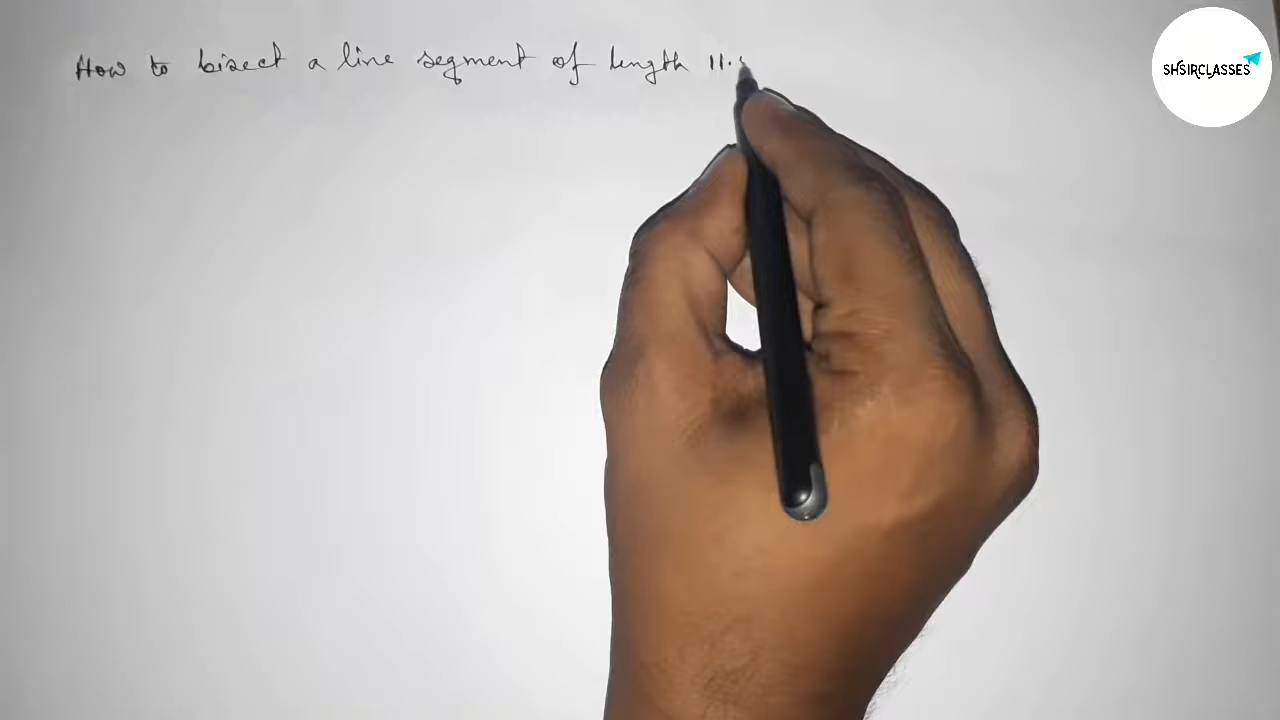 How to bisect a line segment of length 11.
SHSIRCLASSES